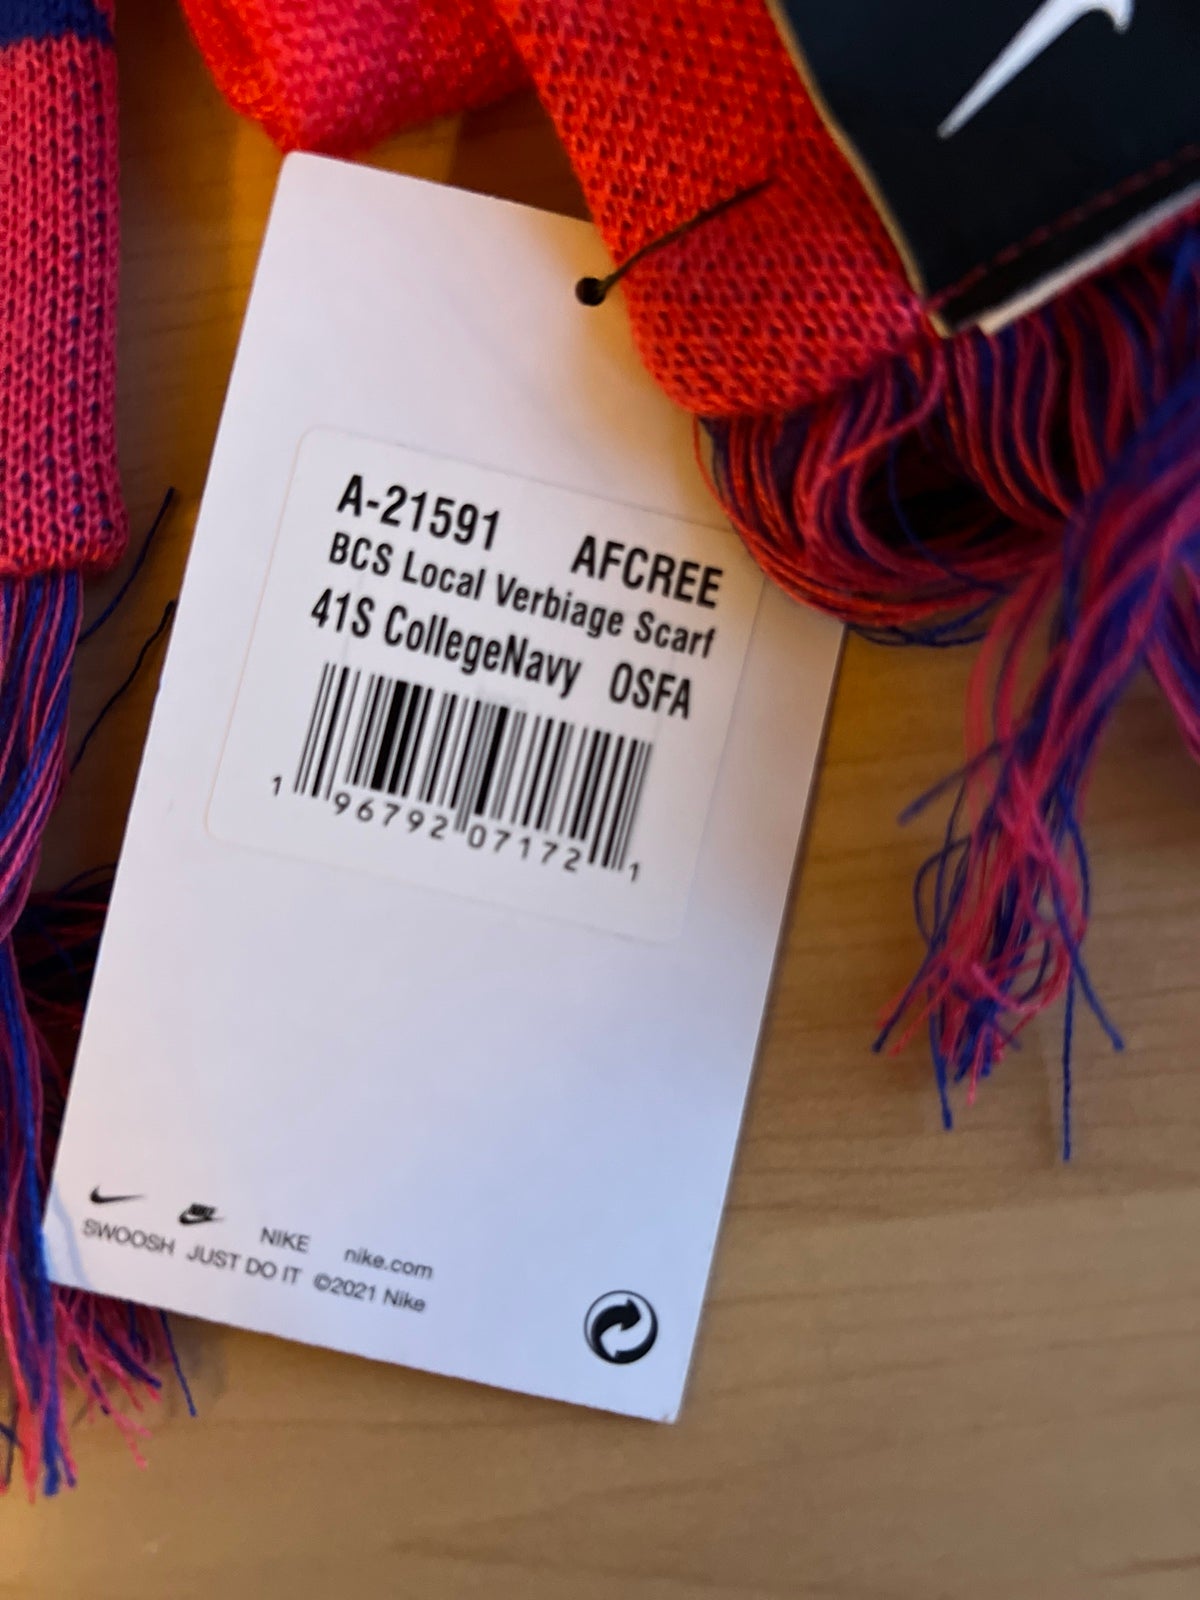 A-21591 AFCREE
BCS Local Verbiage Scarf
41S CollegeNavy OSFA
1 96792 07172 1
NIKE nike.com
SWOOSH JUST DO IT ©2021 Nike